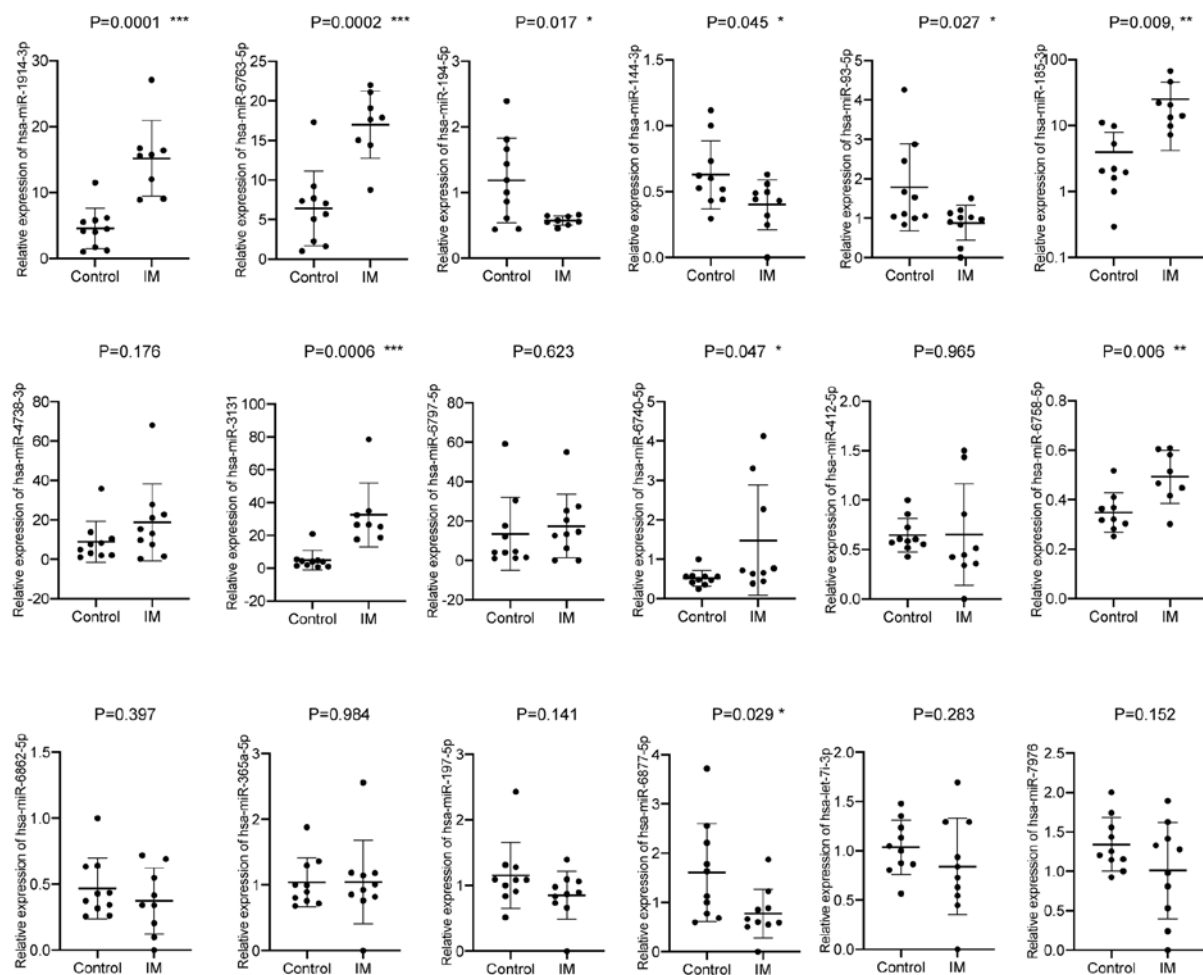 P=0.0001 ***
P=0.0002 ***
P=0.017 *
P=0.045 *
P=0.027 *
P=0.009, **
Relative expression of hsa-miR-1914-3p
30
20
10
0
Control IM
Relative expression of hsa-miR-6763-5p
25
20
15
10
5
0
Control IM
Relative expression of hsa-miR-194-5p
3
2
1
0
Control IM
Relative expression of hsa-miR-144-3p
1.5
1.0
0.5
0.0
Control IM
Relative expression of hsa-miR-93-5p
5
4
3
2
1
0
Control IM
Relative expression of hsa-miR-185-3p
100
10
1
0.1
Control IM
P=0.176
P=0.0006 ***
P=0.623
P=0.047 *
P=0.965
P=0.006 **
Relative expression of hsa-miR-4738-3p
80
60
40
20
0
-20
Control IM
Relative expression of hsa-miR-3131
100
80
60
40
20
0
-20
Control IM
Relative expression of hsa-miR-6797-5p
80
60
40
20
0
-20
Control IM
Relative expression of hsa-miR-6740-5p
5
4
3
2
1
0
Control IM
Relative expression of hsa-miR-412-5p
2.0
1.5
1.0
0.5
0.0
Control IM
Relative expression of hsa-miR-6758-5p
0.8
0.6
0.4
0.2
0.0
Control IM
P=0.397
P=0.984
P=0.141
P=0.029 *
P=0.283
P=0.152
Relative expression of hsa-miR-6862-5p
1.5
1.0
0.5
0.0
Control IM
Relative expression of hsa-miR-365a-5p
3
2
1
0
Control IM
Relative expression of hsa-miR-197-5p
3
2
1
0
Control IM
Relative expression of hsa-miR-6877-5p
4
3
2
1
0
Control IM
Relative expression of hsa-let-7i-3p
2.0
1.5
1.0
0.5
0.0
Control IM
Relative expression of hsa-miR-7976
2.5
2.0
1.5
1.0
0.5
0.0
Control IM